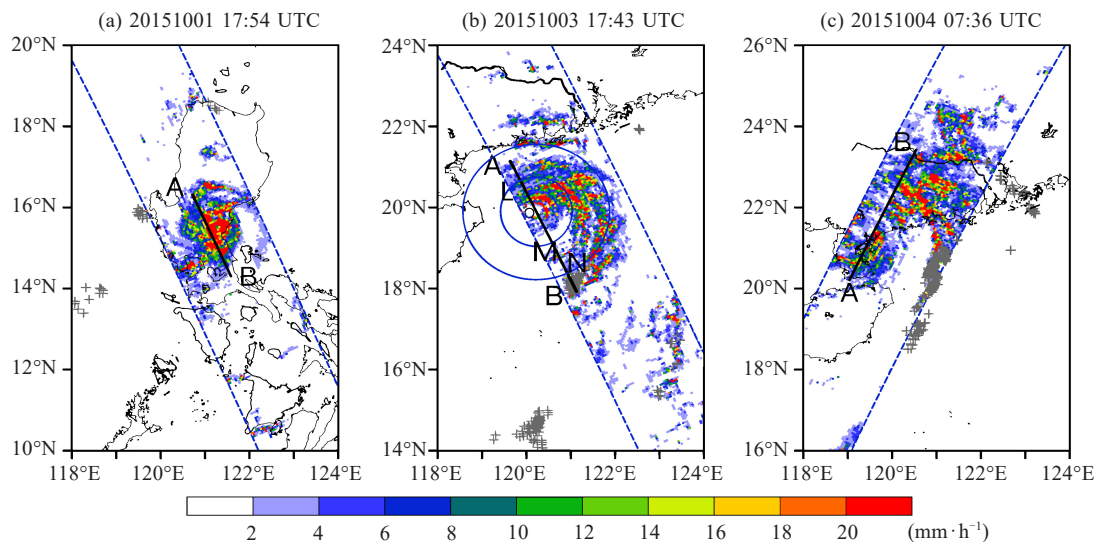 (a) 20151001 17:54 UTC
(b) 20151003 17:43 UTC
(c) 20151004 07:36 UTC
20°N
18°N
16°N
14°N
12°N
10°N
118°E
120°E
122°E
124°E
A
B
24°N
22°N
20°N
18°N
16°N
14°N
118°E
120°E
122°E
124°E
A
L
M
N
B
26°N
24°N
22°N
20°N
18°N
16°N
118°E
120°E
122°E
124°E
B
A
2 4 6 8 10 12 14 16 18 20 (mm·h⁻¹)